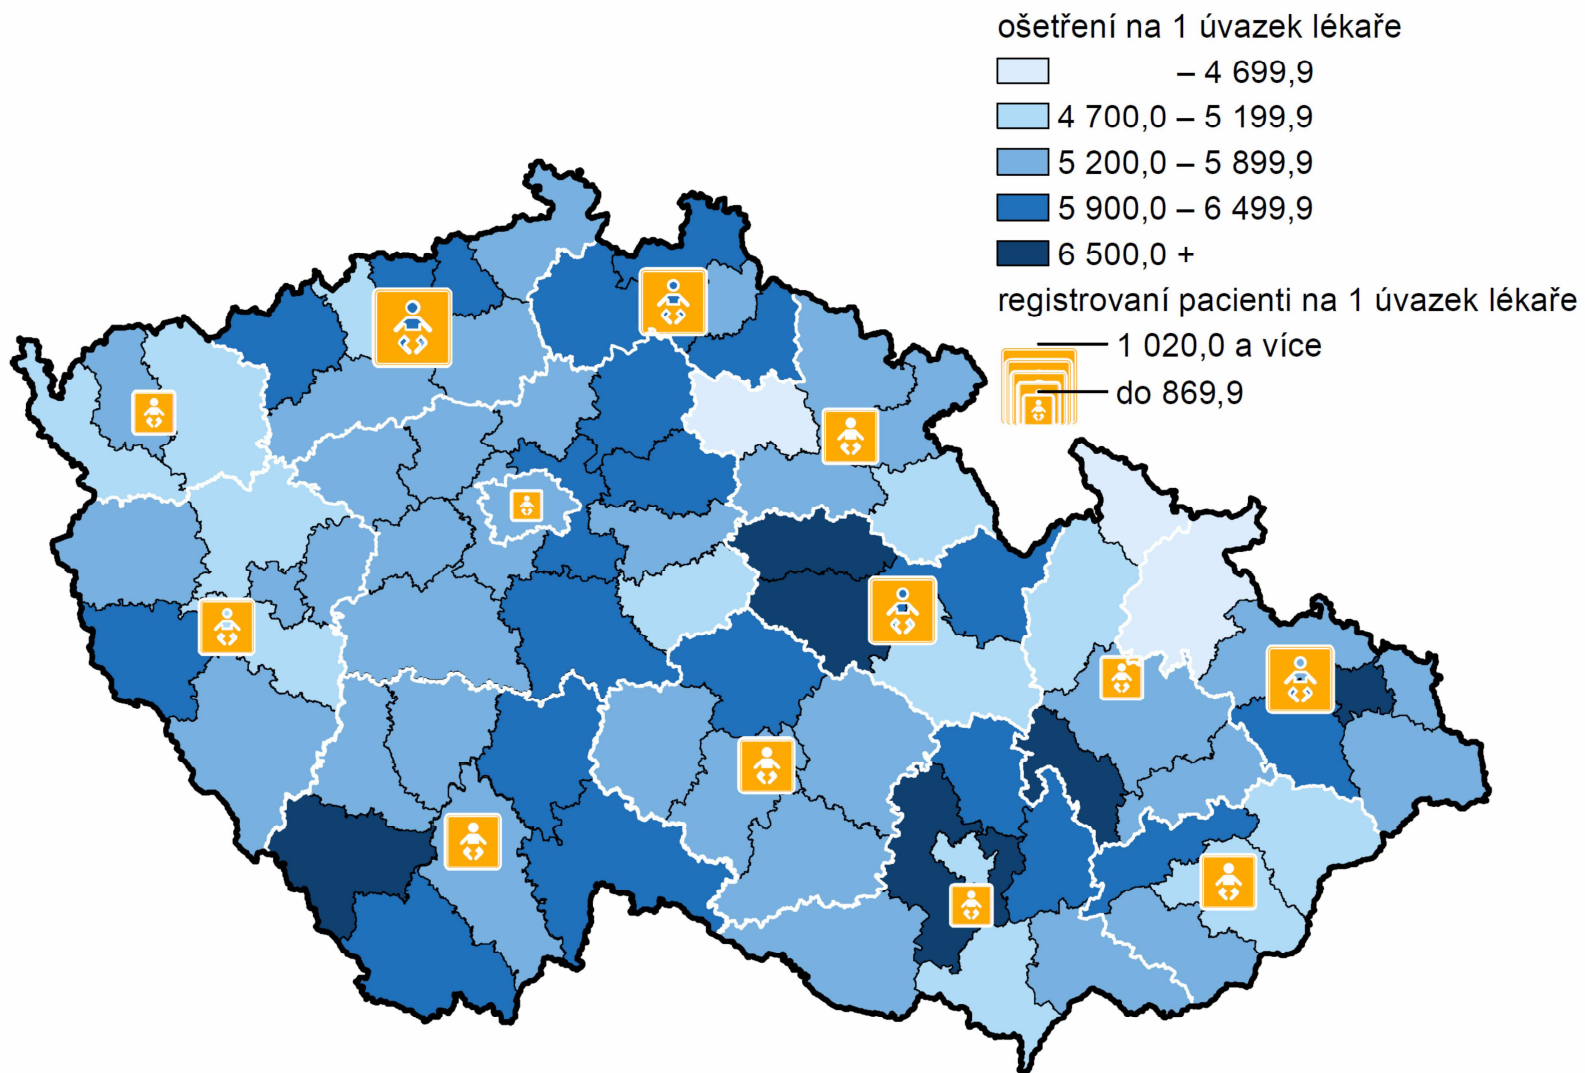 ošetření na 1 úvazek lékaře
– 4 699,9
4 700,0 – 5 199,9
5 200,0 – 5 899,9
5 900,0 – 6 499,9
6 500,0 +
registrovaní pacienti na 1 úvazek lékaře
1 020,0 a více
do 869,9